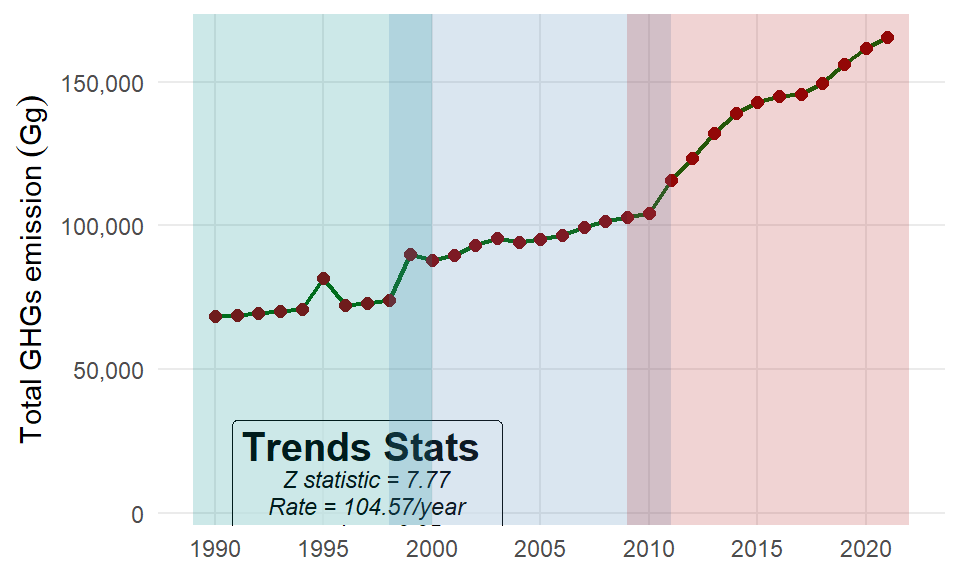 Total GHGs emission (Gg)
150,000
100,000
50,000
0
Trends Stats
Z statistic = 7.77
Rate = 104.57/year
1990 1995 2000 2005 2010 2015 2020